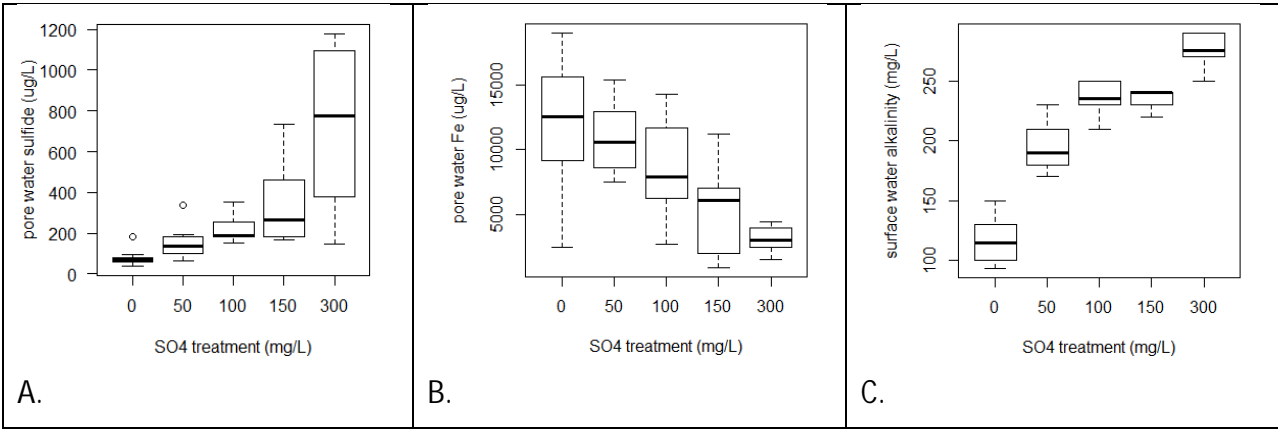 pore water sulfide (ug/L)
1200
1000
800
600
400
200
0
0 50 100 150 300
SO4 treatment (mg/L)
A.
pore water Fe (ug/L)
15000
10000
5000
0 50 100 150 300
SO4 treatment (mg/L)
B.
surface water alkalinity (mg/L)
250
200
150
100
0 50 100 150 300
SO4 treatment (mg/L)
C.